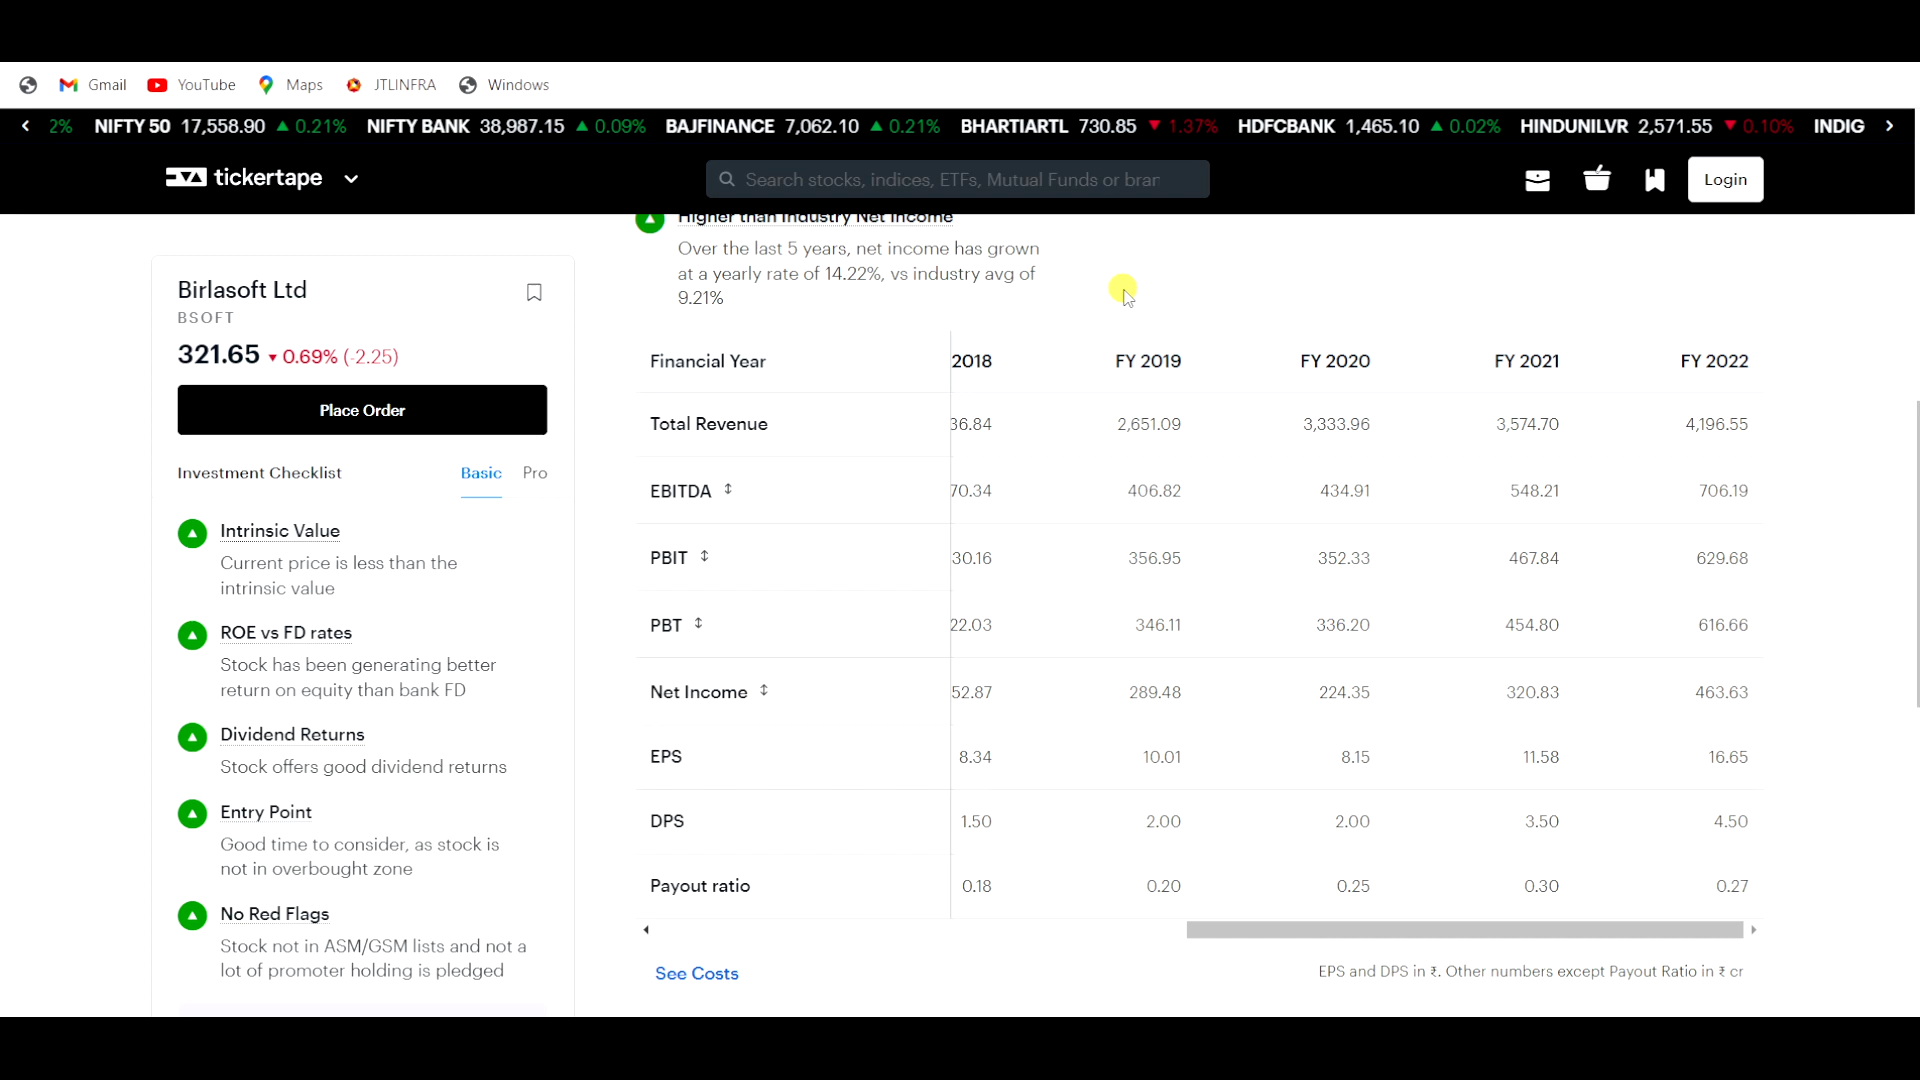 Gmail YouTube Maps JTLINFRA Windows
2% NIFTY 50 17,558.90 ▲ 0.21% NIFTY BANK 38,987.15 ▲ 0.09% BAJFINANCE 7,062.10 ▲ 0.21% BHARTIARTL 730.85 ▼ 1.37% HDFCBANK 1,465.10 ▲ 0.02% HINDUNILVR 2,571.55 ▼ 0.10% INDIG
tickertape
Search stocks, indices, ETFs, Mutual Funds or brar
Login
Birlasoft Ltd
BSOFT
321.65 ▼ 0.69% (-2.25)
Place Order
Investment Checklist Basic Pro
Intrinsic Value
Current price is less than the
intrinsic value
ROE vs FD rates
Stock has been generating better
return on equity than bank FD
Dividend Returns
Stock offers good dividend returns
Entry Point
Good time to consider, as stock is
not in overbought zone
No Red Flags
Stock not in ASM/GSM lists and not a
lot of promoter holding is pledged
Higher than Industry Net Income
Over the last 5 years, net income has grown
at a yearly rate of 14.22%, vs industry avg of
9.21%
Financial Year 2018 FY 2019 FY 2020 FY 2021 FY 2022
Total Revenue 36.84 2,651.09 3,333.96 3,574.70 4,196.55
EBITDA 70.34 406.82 434.91 548.21 706.19
PBIT 30.16 356.95 352.33 467.84 629.68
PBT 22.03 346.11 336.20 454.80 616.66
Net Income 52.87 289.48 224.35 320.83 463.63
EPS 8.34 10.01 8.15 11.58 16.65
DPS 1.50 2.00 2.00 3.50 4.50
Payout ratio 0.18 0.20 0.25 0.30 0.27
See Costs
EPS and DPS in ₹. Other numbers except Payout Ratio in ₹ cr